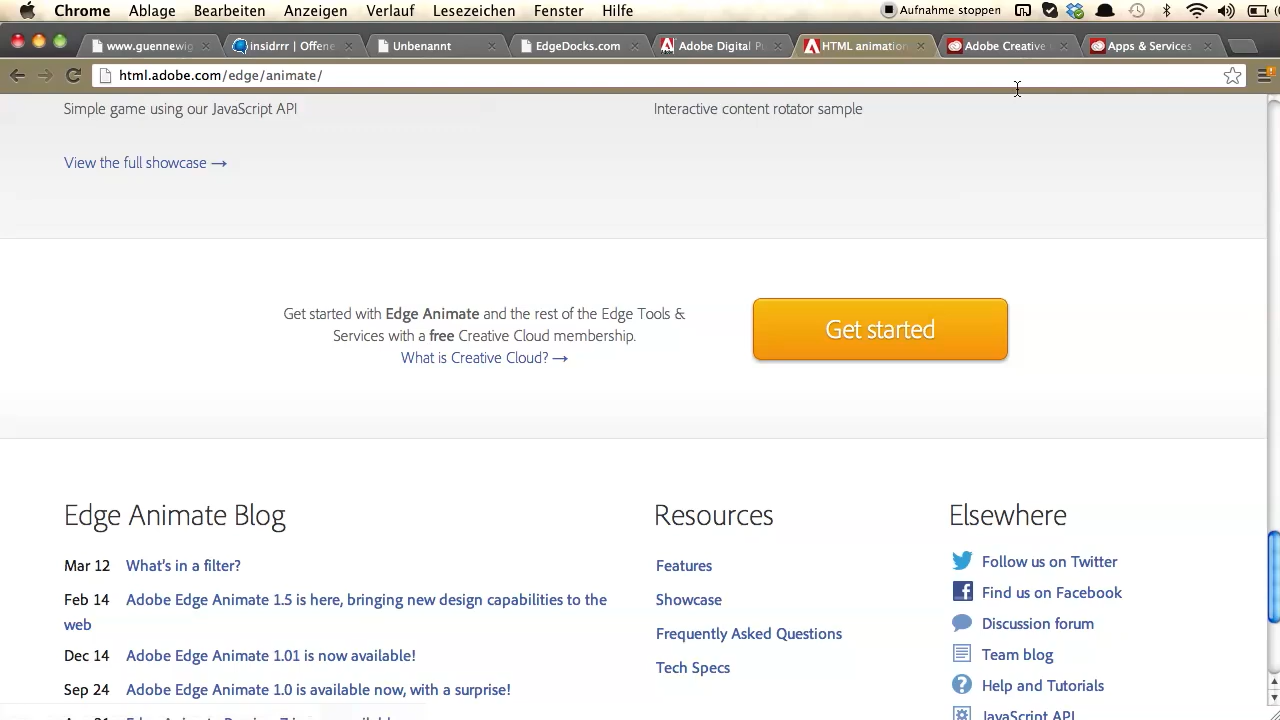 Chrome Ablage Bearbeiten Anzeigen Verlauf Lesezeichen Fenster Hilfe Aufnahme stoppen
www.guennewig insidrrr | Offene Unbenannt EdgeDocks.com Adobe Digital Pu HTML animation Adobe Creative Apps & Services
html.adobe.com/edge/animate/
Simple game using our JavaScript API Interactive content rotator sample
View the full showcase →
Get started with Edge Animate and the rest of the Edge Tools &
Services with a free Creative Cloud membership.
What is Creative Cloud? →
Get started
Edge Animate Blog
Mar 12 What's in a filter?
Feb 14 Adobe Edge Animate 1.5 is here, bringing new design capabilities to the
web
Dec 14 Adobe Edge Animate 1.01 is now available!
Sep 24 Adobe Edge Animate 1.0 is available now, with a surprise!
Resources
Features
Showcase
Frequently Asked Questions
Tech Specs
Elsewhere
Follow us on Twitter
Find us on Facebook
Discussion forum
Team blog
Help and Tutorials
JavaScript API